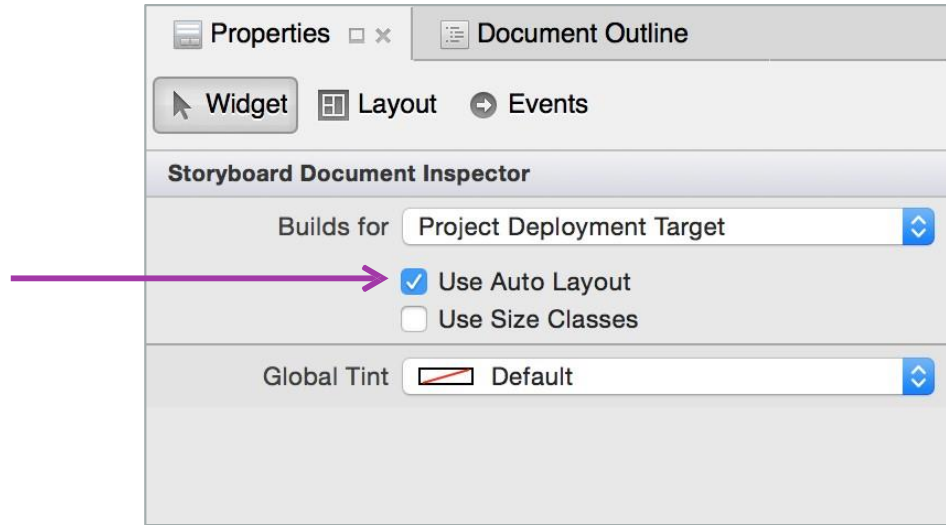 Properties Document Outline
Widget Layout Events
Storyboard Document Inspector
Builds for Project Deployment Target
Use Auto Layout
Use Size Classes
Global Tint Default